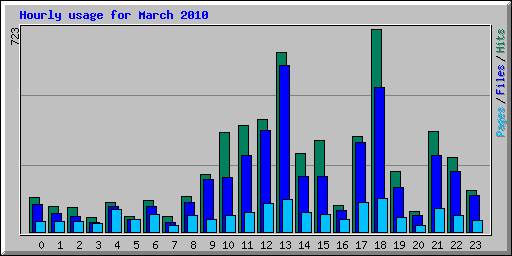 Hourly usage for March 2010
723
Pages / Files / Hits
0 1 2 3 4 5 6 7 8 9 10 11 12 13 14 15 16 17 18 19 20 21 22 23